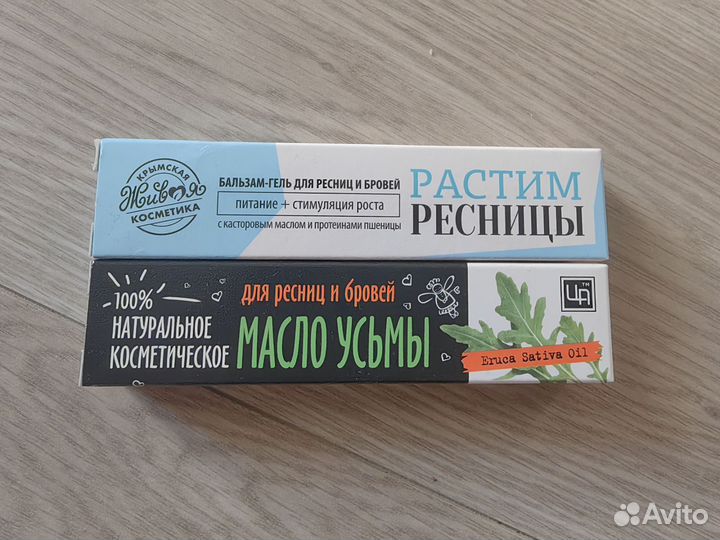 КРЫМСКАЯ
Живая
КОСМЕТИКА
БАЛЬЗАМ-ГЕЛЬ ДЛЯ РЕСНИЦ И БРОВЕЙ
питание + стимуляция роста
с касторовым маслом и протеинами пшеницы
РАСТИМ
РЕСНИЦЫ
100%
НАТУРАЛЬНОЕ
КОСМЕТИЧЕСКОЕ
для ресниц и бровей
МАСЛО УСЬМЫ
ЦА™
Eruca Sativa Oil
Avito